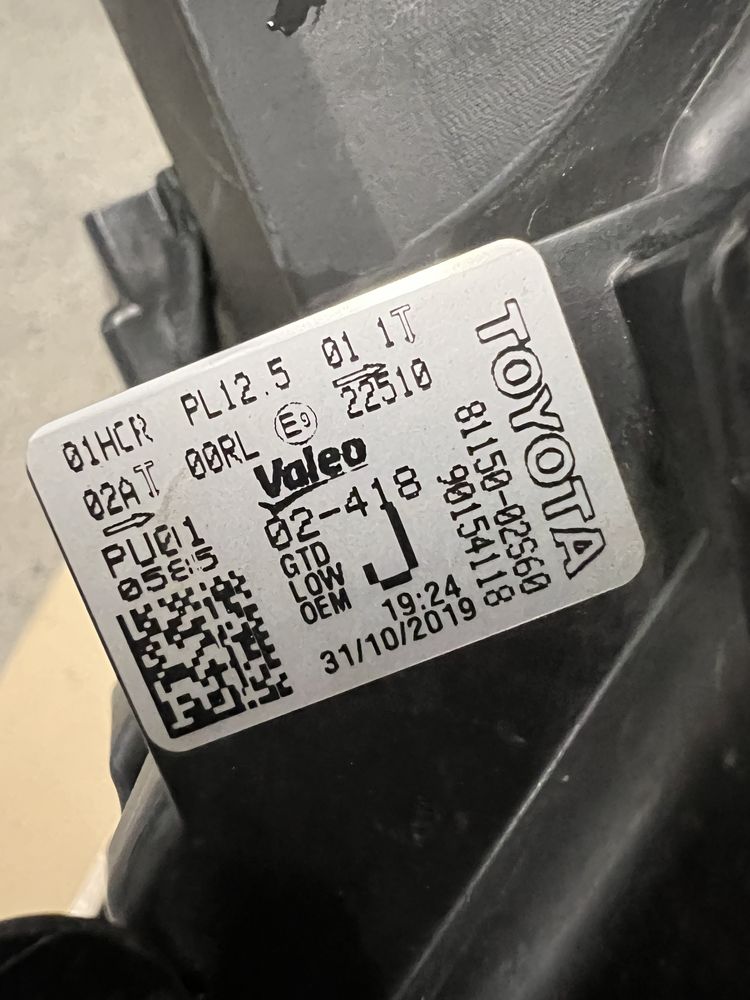 01HCR PL12.5 01 1T
02AT 00RL E9 22510
Valeo
PU01 02-418
GTD
LOW
OEM
J
19:24
31/10/2019
TOYOTA
81150-02S60
90154118